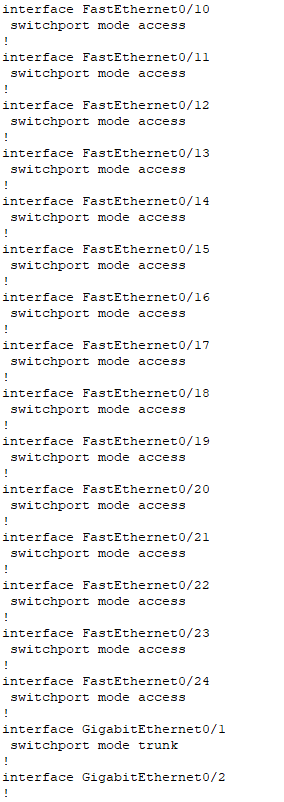 interface FastEthernet0/10
 switchport mode access
!
interface FastEthernet0/11
 switchport mode access
!
interface FastEthernet0/12
 switchport mode access
!
interface FastEthernet0/13
 switchport mode access
!
interface FastEthernet0/14
 switchport mode access
!
interface FastEthernet0/15
 switchport mode access
!
interface FastEthernet0/16
 switchport mode access
!
interface FastEthernet0/17
 switchport mode access
!
interface FastEthernet0/18
 switchport mode access
!
interface FastEthernet0/19
 switchport mode access
!
interface FastEthernet0/20
 switchport mode access
!
interface FastEthernet0/21
 switchport mode access
!
interface FastEthernet0/22
 switchport mode access
!
interface FastEthernet0/23
 switchport mode access
!
interface FastEthernet0/24
 switchport mode access
!
interface GigabitEthernet0/1
 switchport mode trunk
!
interface GigabitEthernet0/2
!